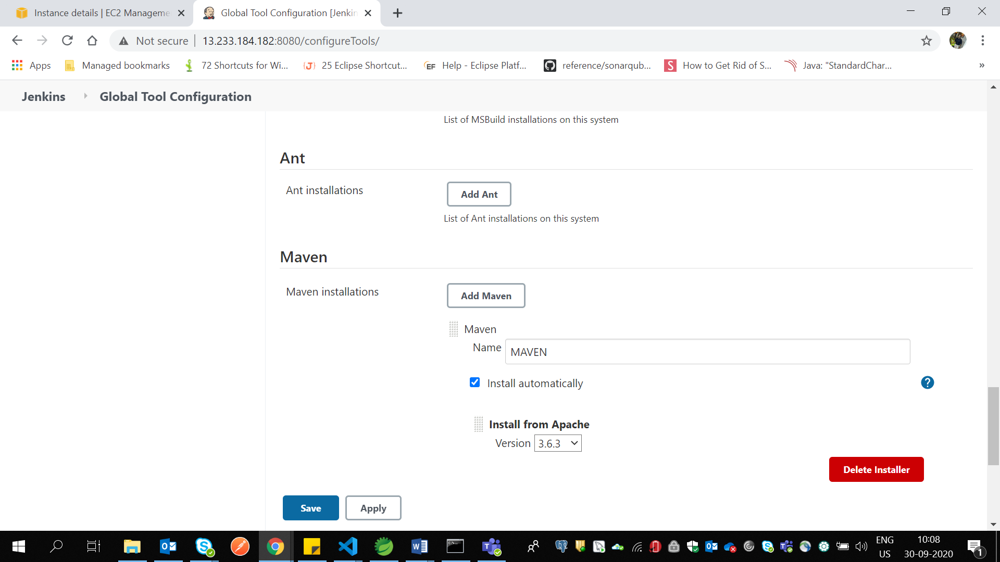 Instance details | EC2 Manageme
Global Tool Configuration [Jenkin
Not secure
13.233.184.182:8080/configureTools/
Apps
Managed bookmarks
72 Shortcuts for Wi...
25 Eclipse Shortcut...
Help - Eclipse Platf...
reference/sonarqub...
How to Get Rid of S...
Java: "StandardChar...
»
Jenkins
Global Tool Configuration
List of MSBuild installations on this system
Ant
Ant installations
Add Ant
List of Ant installations on this system
Maven
Maven installations
Add Maven
Maven
Name
MAVEN
Install automatically
?
Install from Apache
Version
3.6.3
Delete Installer
Save
Apply
ENG
US
10:08
30-09-2020
1